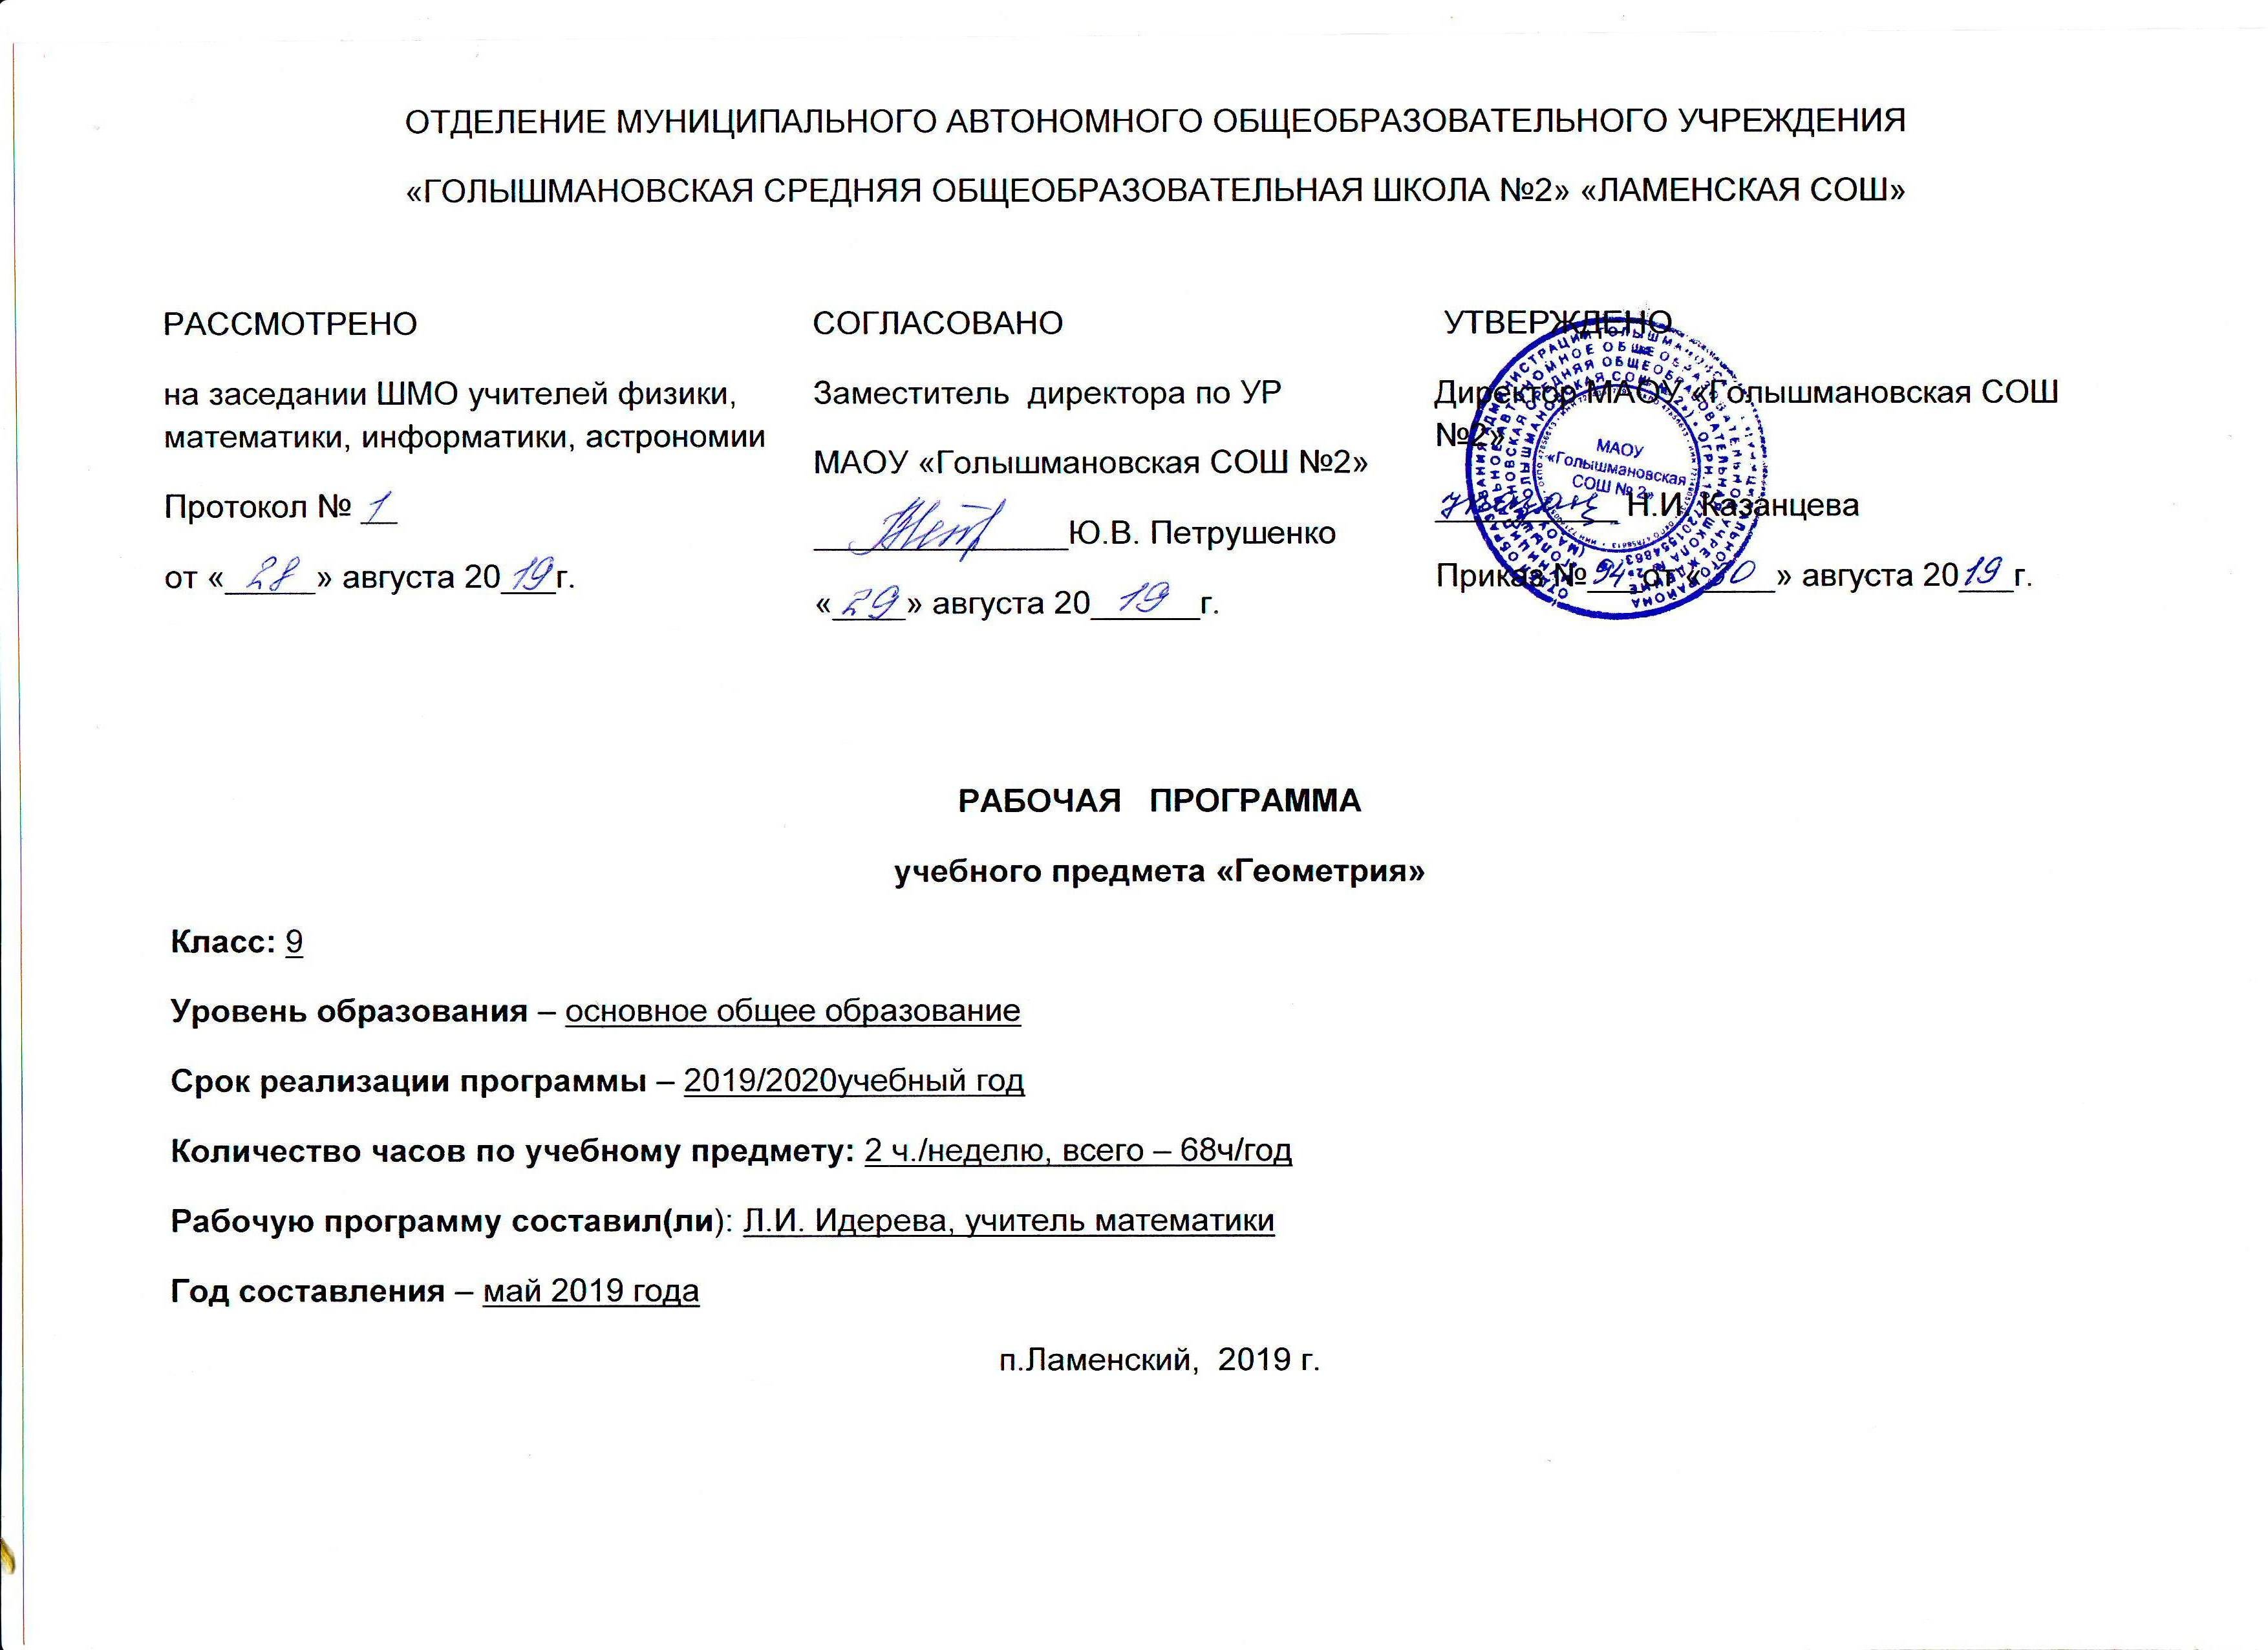 ОТДЕЛЕНИЕ МУНИЦИПАЛЬНОГО АВТОНОМНОГО ОБЩЕОБРАЗОВАТЕЛЬНОГО УЧРЕЖДЕНИЯ
«ГОЛЫШМАНОВСКАЯ СРЕДНЯЯ ОБЩЕОБРАЗОВАТЕЛЬНАЯ ШКОЛА №2» «ЛАМЕНСКАЯ СОШ»
РАССМОТРЕНО
на заседании ШМО учителей физики,
математики, информатики, астрономии
Протокол № 1
от «28» августа 2019г.
СОГЛАСОВАНО
Заместитель  директора по УР
МАОУ «Голышмановская СОШ №2»
Ю.В. Петрушенко
«29» августа 2019г.
УТВЕРЖДЕНО
Директор МАОУ «Голышмановская СОШ
№2»
Н.И. Казанцева
Приказ № 94 от «30» августа 2019г.
МАОУ
«Голышмановская
СОШ № 2»
РАБОЧАЯ   ПРОГРАММА
учебного предмета «Геометрия»
Класс: 9
Уровень образования – основное общее образование
Срок реализации программы – 2019/2020учебный год
Количество часов по учебному предмету: 2 ч./неделю, всего – 68ч/год
Рабочую программу составил(ли): Л.И. Идерева, учитель математики
Год составления – май 2019 года
п.Ламенский,  2019 г.